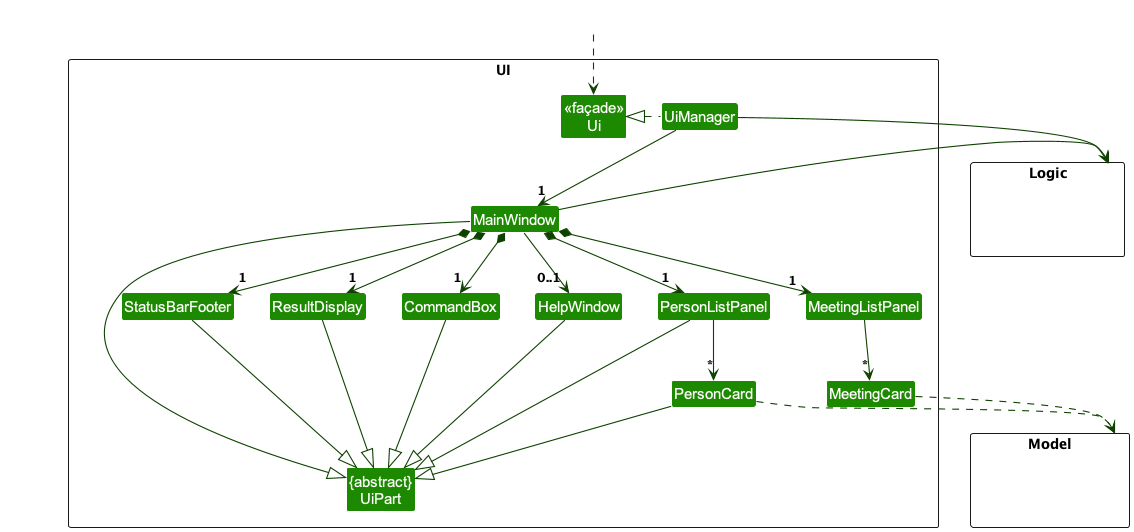 UI
«façade»
Ui
UiManager
Logic
1
MainWindow
1
1
1
0..1
1
1
StatusBarFooter
ResultDisplay
CommandBox
HelpWindow
PersonListPanel
MeetingListPanel
*
*
PersonCard
MeetingCard
Model
{abstract}
UiPart